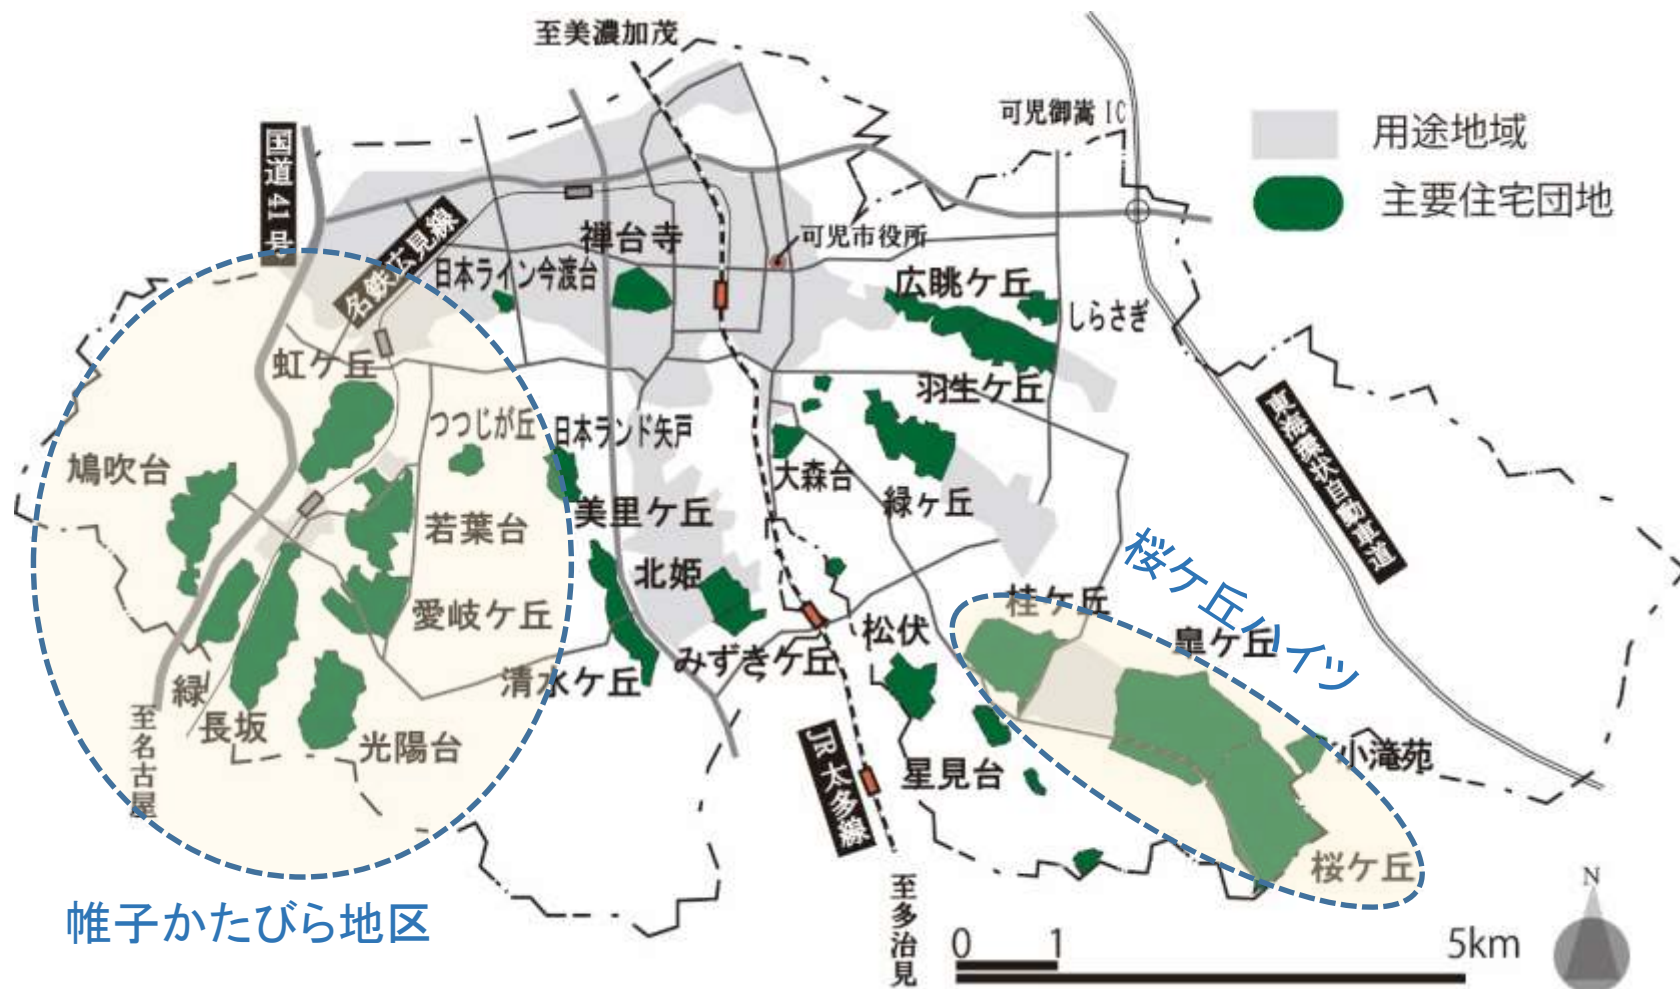 至美濃加茂
可児御嵩 IC
用途地域
主要住宅団地
国道 41 号
名鉄広見線
禅台寺
可児市役所
日本ライン今渡台
広眺ケ丘
しらさぎ
虹ケ丘
羽生ケ丘
つつじが丘
日本ランド矢戸
東海環状自動車道
鳩吹台
大森台
緑ヶ丘
若葉台
美里ケ丘
北姫
桜ケ丘ハイツ
桂ケ丘
愛岐ケ丘
松伏
皐ケ丘
みずきケ丘
清水ケ丘
緑
長坂
光陽台
至名古屋
JR 太多線
星見台
小滝苑
桜ケ丘
帷子かたびら地区
至多治見
0
1
5km
N